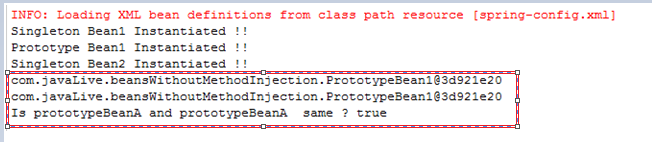 INFO: Loading XML bean definitions from class path resource [spring-config.xml]
Singleton Bean1 Instantiated !!
Prototype Bean1 Instantiated !!
Singleton Bean2 Instantiated !!
com.javaLive.beansWithoutMethodInjection.PrototypeBean1@3d921e20
com.javaLive.beansWithoutMethodInjection.PrototypeBean1@3d921e20
Is prototypeBeanA and prototypeBeanA  same ? true